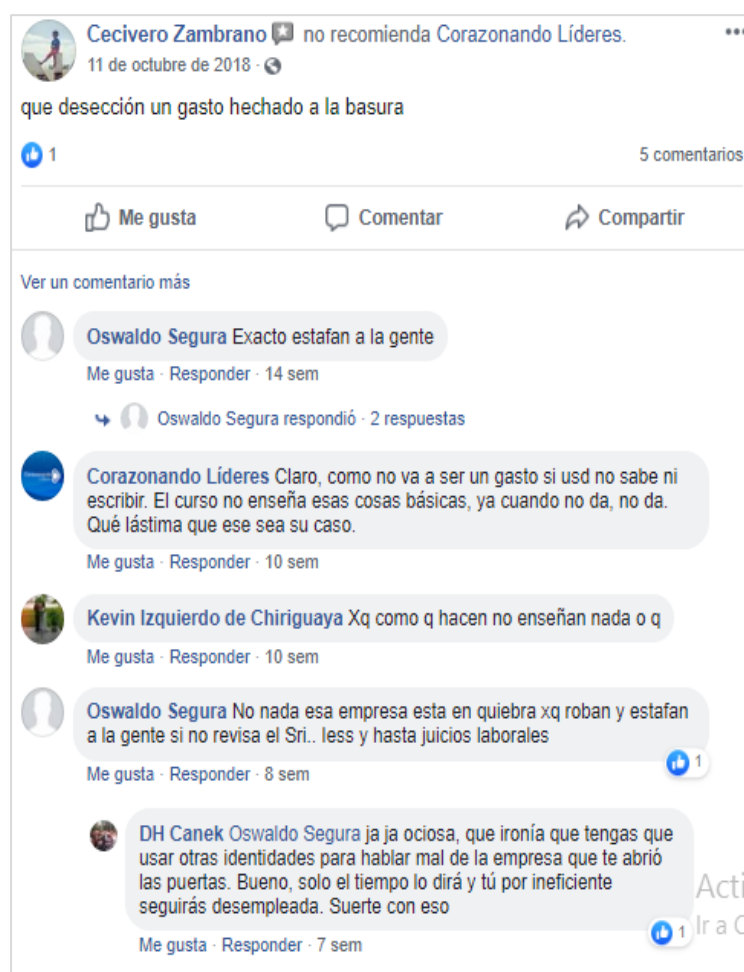 Cecivero Zambrano no recomienda Corazonando Líderes.
11 de octubre de 2018 ·
que desección un gasto hechado a la basura
1 5 comentarios
Me gusta Comentar Compartir
Ver un comentario más
Oswaldo Segura Exacto estafan a la gente
Me gusta · Responder · 14 sem
Oswaldo Segura respondió · 2 respuestas
Corazonando Líderes Claro, como no va a ser un gasto si usd no sabe ni
escribir. El curso no enseña esas cosas básicas, ya cuando no da, no da.
Qué lástima que ese sea su caso.
Me gusta · Responder · 10 sem
Kevin Izquierdo de Chiriguaya Xq como q hacen no enseñan nada o q
Me gusta · Responder · 10 sem
Oswaldo Segura No nada esa empresa esta en quiebra xq roban y estafan
a la gente si no revisa el Sri.. Iess y hasta juicios laborales
1
Me gusta · Responder · 8 sem
DH Canek Oswaldo Segura ja ja ociosa, que ironía que tengas que
usar otras identidades para hablar mal de la empresa que te abrió
las puertas. Bueno, solo el tiempo lo dirá y tú por ineficiente
seguirás desempleada. Suerte con eso
1
Me gusta · Responder · 7 sem
Acti
Ir a C